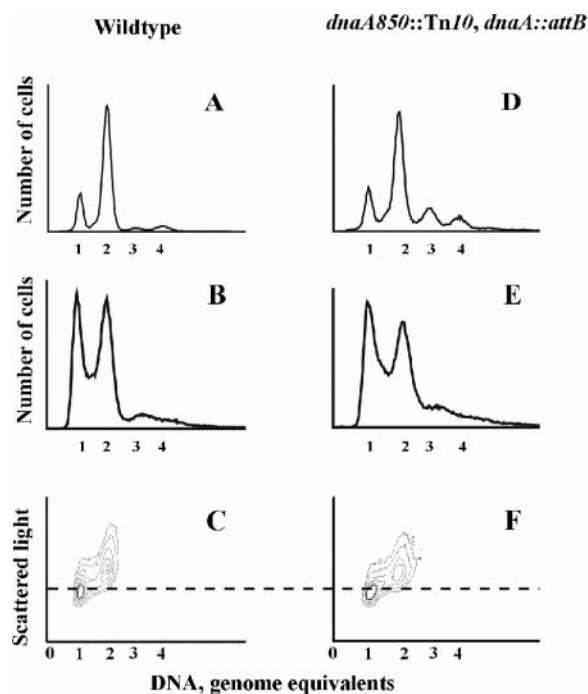 Wildtype
dnaA850::Tn10, dnaA::attB
Number of cells
A
D
1 2 3 4
1 2 3 4
Number of cells
B
E
1 2 3 4
1 2 3 4
Scattered light
C
F
0 1 2 3 4
0 1 2 3 4
DNA, genome equivalents